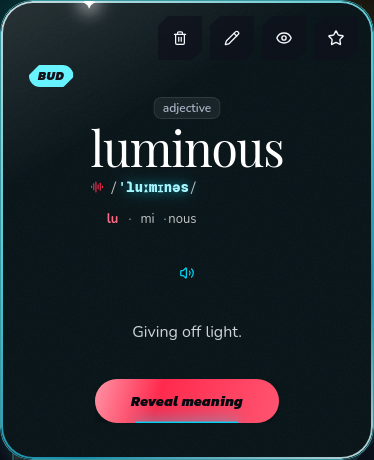 BUD
adjective
luminous
/ˈluːmɪnəs/
lu · mi · nous
Giving off light.
Reveal meaning